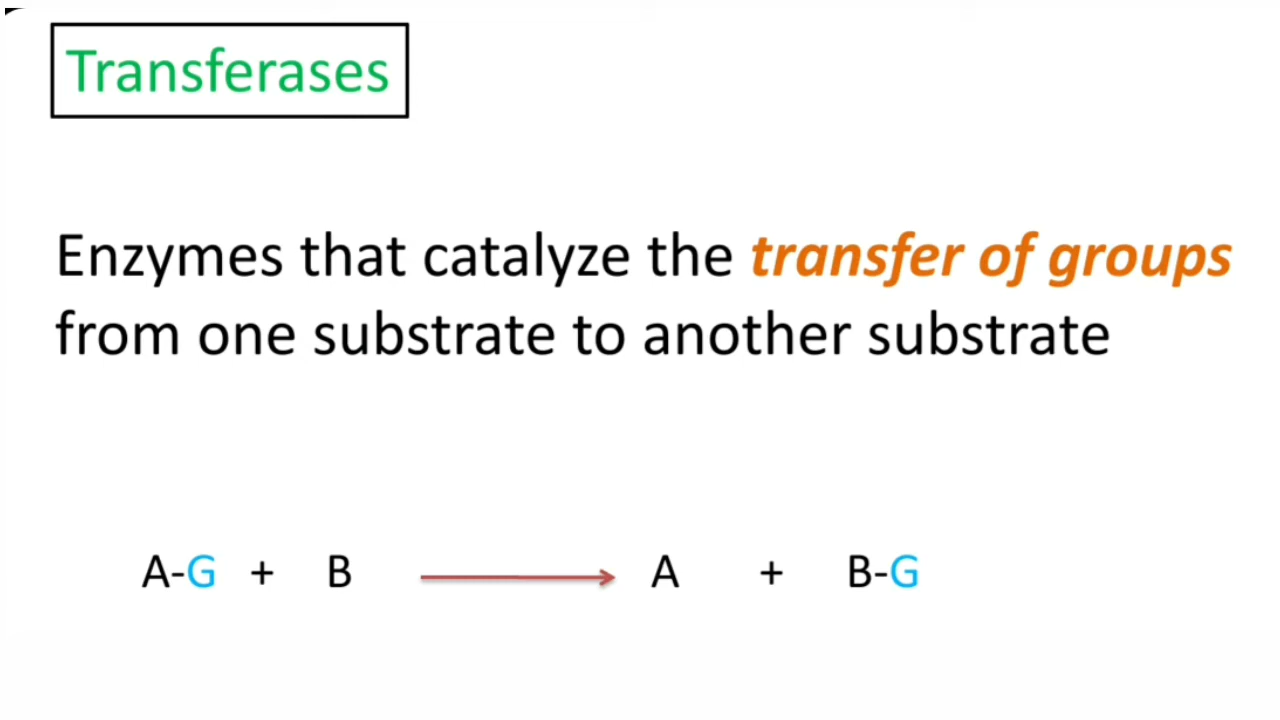 Transferases
Enzymes that catalyze the transfer of groups
from one substrate to another substrate
A-G + B → A + B-G